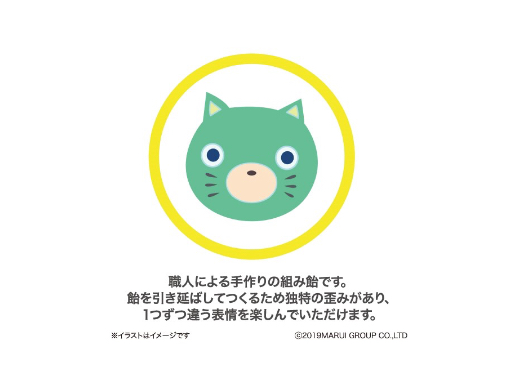 職人による手作りの組み飴です。
飴を引き延ばしてつくるため独特の歪みがあり、
1つずつ違う表情を楽しんでいただけます。
※イラストはイメージです
©2019MARUI GROUP CO.,LTD